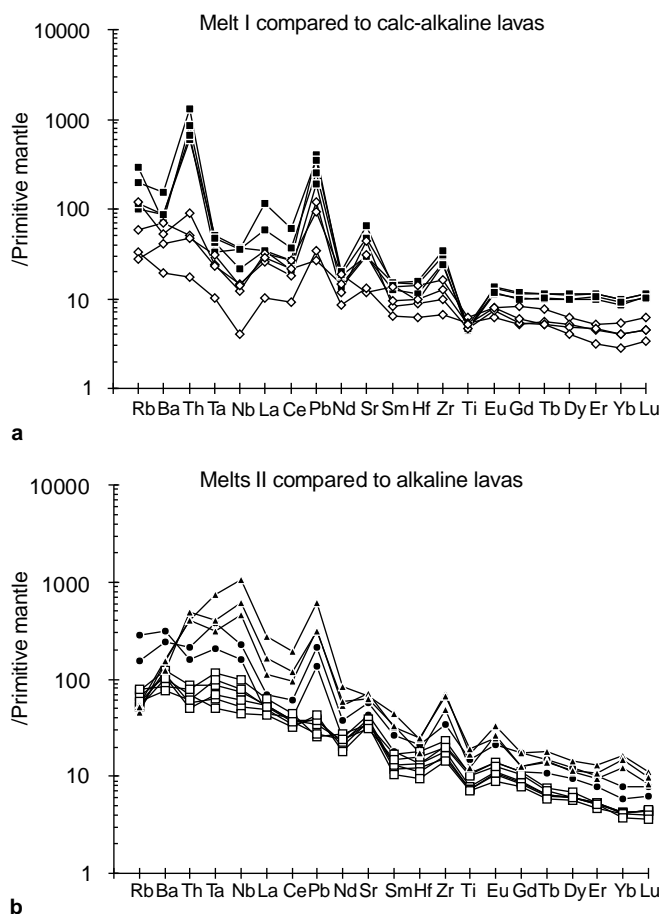 Melt I compared to calc-alkaline lavas
10000
1000
100
10
1
/Primitive mantle
Rb Ba Th Ta Nb La Ce Pb Nd Sr Sm Hf Zr Ti Eu Gd Tb Dy Er Yb Lu
a
Melts II compared to alkaline lavas
10000
1000
100
10
1
/Primitive mantle
Rb Ba Th Ta Nb La Ce Pb Nd Sr Sm Hf Zr Ti Eu Gd Tb Dy Er Yb Lu
b